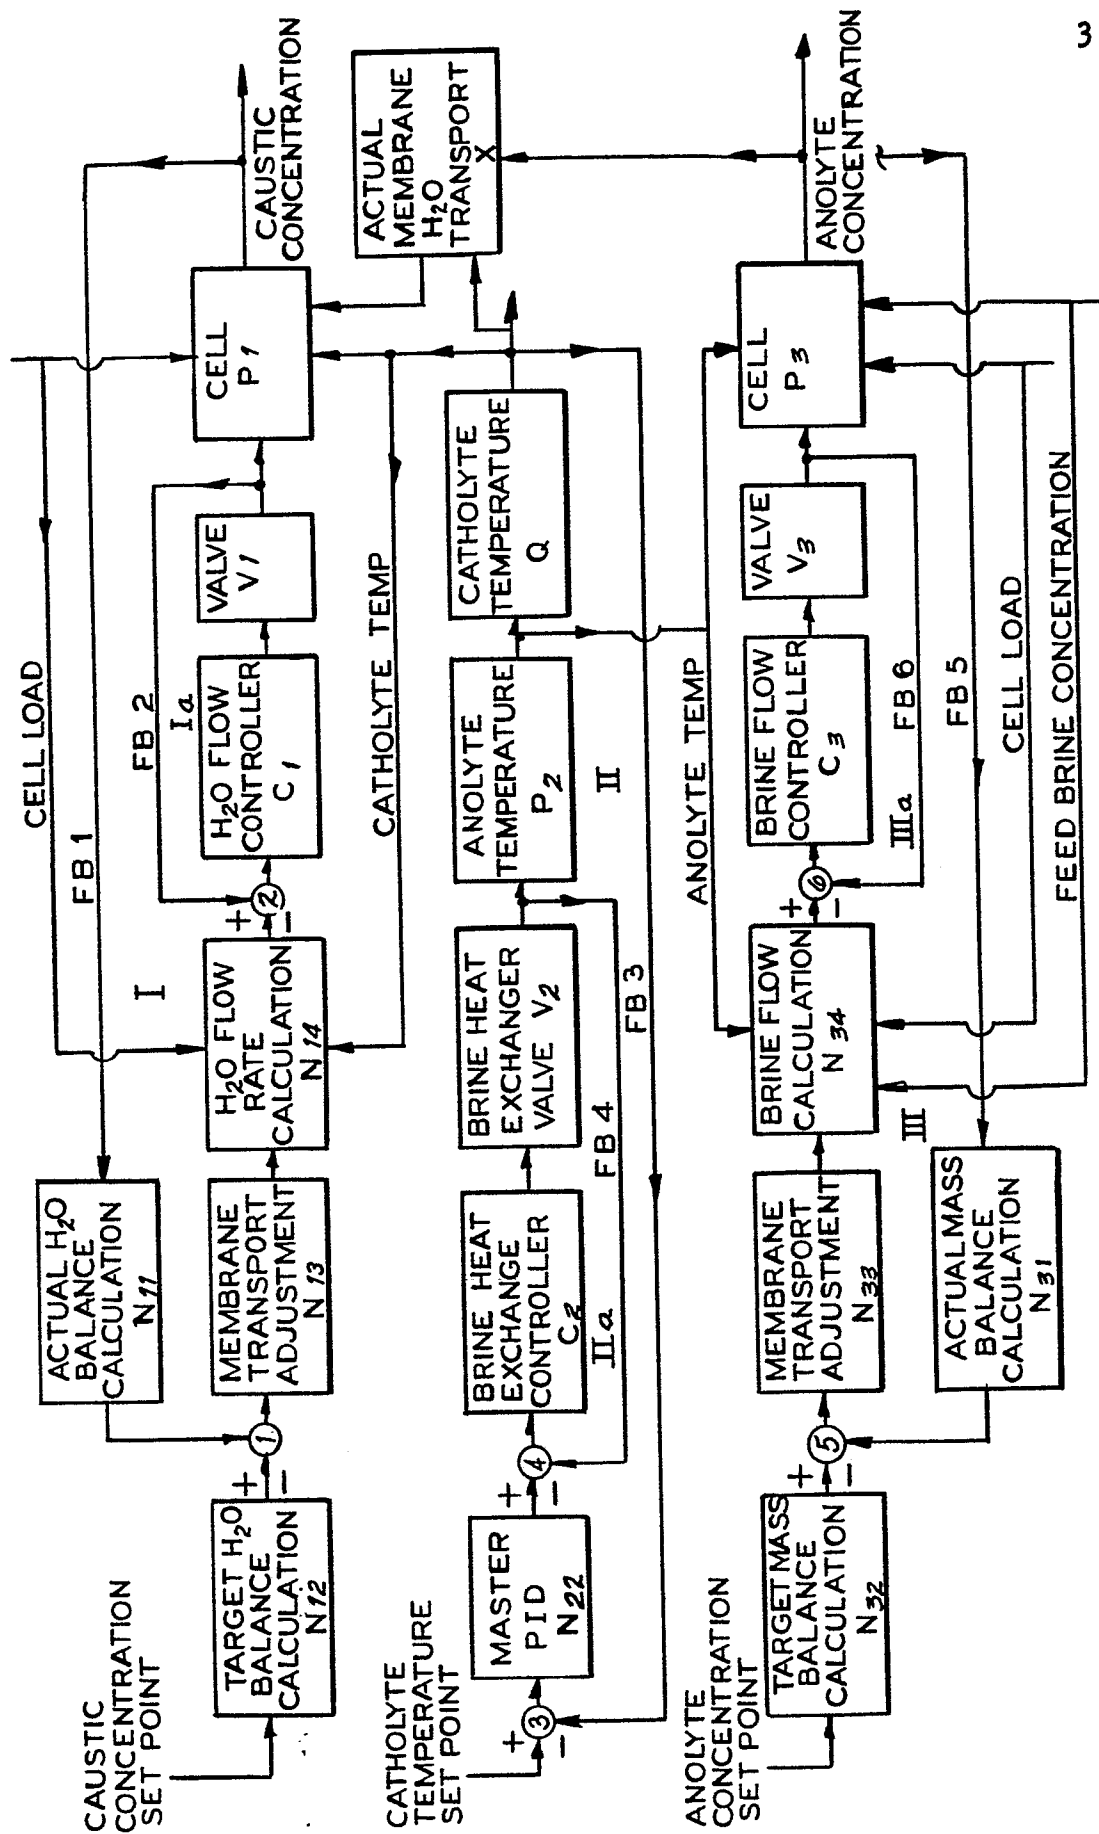 3
CAUSTIC
CONCENTRATION
SET POINT
TARGET H2O
BALANCE
CALCULATION
N12
+
−
1
ACTUAL H2O
BALANCE
CALCULATION
N11
MEMBRANE
TRANSPORT
ADJUSTMENT
N13
H2O FLOW
RATE
CALCULATION
N14
I
+
−
2
CELL LOAD
FB 1
FB 2
Ia
H2O FLOW
CONTROLLER
C1
VALVE
V1
CELL
P1
CAUSTIC
CONCENTRATION
CATHOLYTE TEMP
ACTUAL
MEMBRANE
H2O
TRANSPORT
X
CATHOLYTE
TEMPERATURE
SET POINT
+
−
3
MASTER
PID
N22
+
−
4
BRINE HEAT
EXCHANGE
CONTROLLER
C2
IIa
BRINE HEAT
EXCHANGER
VALVE V2
FB 4
FB 3
ANOLYTE
TEMPERATURE
P2
II
CATHOLYTE
TEMPERATURE
Q
ANOLYTE TEMP
ANOLYTE
CONCENTRATION
SET POINT
TARGET MASS
BALANCE
CALCULATION
N32
+
−
5
MEMBRANE
TRANSPORT
ADJUSTMENT
N33
ACTUAL MASS
BALANCE
CALCULATION
N31
BRINE FLOW
CALCULATION
N34
III
+
−
6
BRINE FLOW
CONTROLLER
C3
IIIa
FB 6
VALVE
V3
CELL
P3
ANOLYTE
CONCENTRATION
FB 5
CELL LOAD
FEED BRINE CONCENTRATION